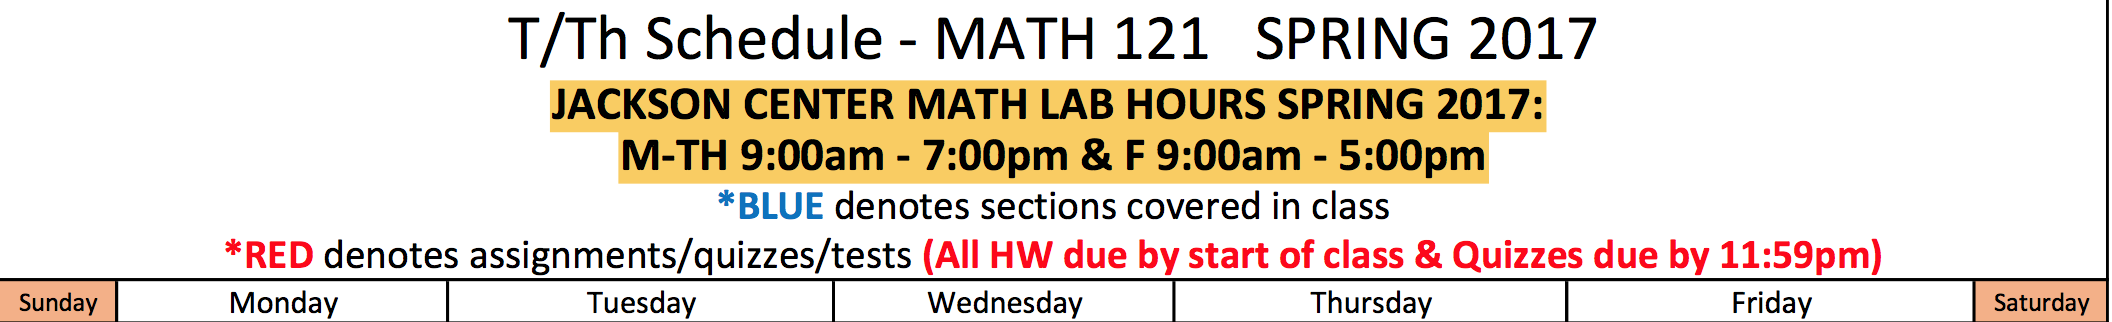 T/Th Schedule - MATH 121 SPRING 2017
JACKSON CENTER MATH LAB HOURS SPRING 2017:
M-TH 9:00am - 7:00pm & F 9:00am - 5:00pm
*BLUE denotes sections covered in class
*RED denotes assignments/quizzes/tests (All HW due by start of class & Quizzes due by 11:59pm)
Sunday Monday Tuesday Wednesday Thursday Friday Saturday